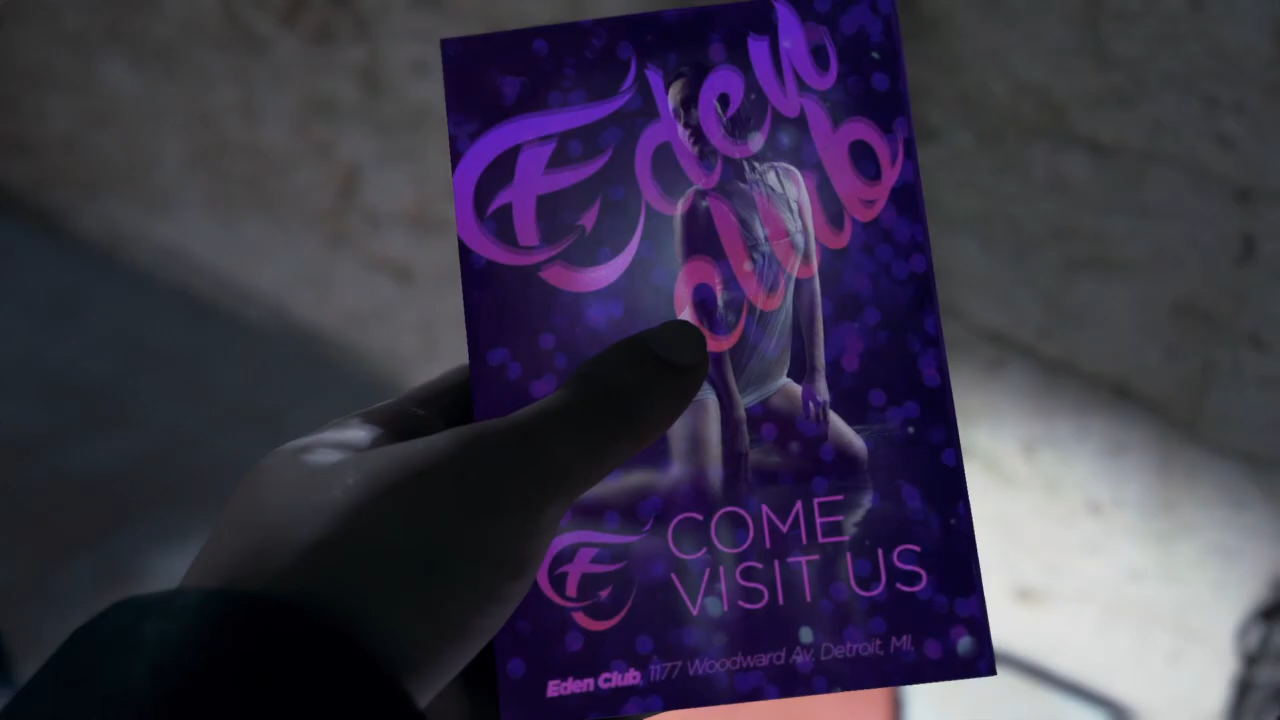 Eden
club
COME
VISIT US
Eden Club, 1177 Woodward Av. Detroit, MI.